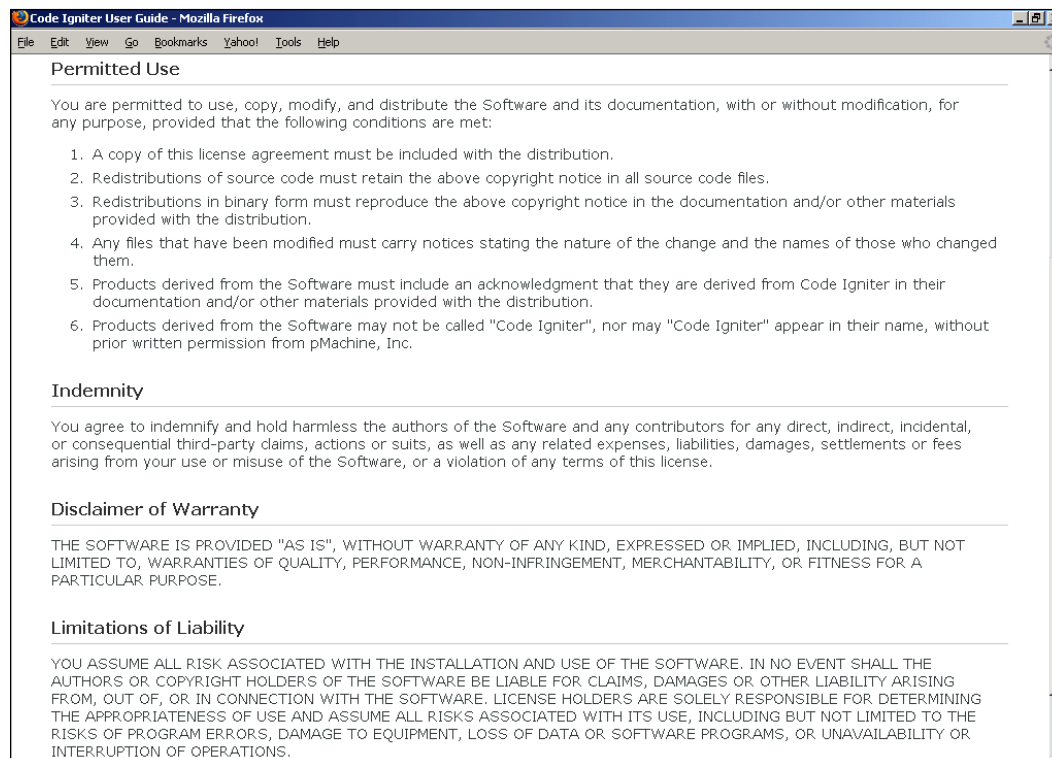 Code Igniter User Guide - Mozilla Firefox
File Edit View Go Bookmarks Yahoo! Tools Help
Permitted Use
You are permitted to use, copy, modify, and distribute the Software and its documentation, with or without modification, for
any purpose, provided that the following conditions are met:
1. A copy of this license agreement must be included with the distribution.
2. Redistributions of source code must retain the above copyright notice in all source code files.
3. Redistributions in binary form must reproduce the above copyright notice in the documentation and/or other materials
provided with the distribution.
4. Any files that have been modified must carry notices stating the nature of the change and the names of those who changed
them.
5. Products derived from the Software must include an acknowledgment that they are derived from Code Igniter in their
documentation and/or other materials provided with the distribution.
6. Products derived from the Software may not be called "Code Igniter", nor may "Code Igniter" appear in their name, without
prior written permission from pMachine, Inc.
Indemnity
You agree to indemnify and hold harmless the authors of the Software and any contributors for any direct, indirect, incidental,
or consequential third-party claims, actions or suits, as well as any related expenses, liabilities, damages, settlements or fees
arising from your use or misuse of the Software, or a violation of any terms of this license.
Disclaimer of Warranty
THE SOFTWARE IS PROVIDED "AS IS", WITHOUT WARRANTY OF ANY KIND, EXPRESSED OR IMPLIED, INCLUDING, BUT NOT
LIMITED TO, WARRANTIES OF QUALITY, PERFORMANCE, NON-INFRINGEMENT, MERCHANTABILITY, OR FITNESS FOR A
PARTICULAR PURPOSE.
Limitations of Liability
YOU ASSUME ALL RISK ASSOCIATED WITH THE INSTALLATION AND USE OF THE SOFTWARE. IN NO EVENT SHALL THE
AUTHORS OR COPYRIGHT HOLDERS OF THE SOFTWARE BE LIABLE FOR CLAIMS, DAMAGES OR OTHER LIABILITY ARISING
FROM, OUT OF, OR IN CONNECTION WITH THE SOFTWARE. LICENSE HOLDERS ARE SOLELY RESPONSIBLE FOR DETERMINING
THE APPROPRIATENESS OF USE AND ASSUME ALL RISKS ASSOCIATED WITH ITS USE, INCLUDING BUT NOT LIMITED TO THE
RISKS OF PROGRAM ERRORS, DAMAGE TO EQUIPMENT, LOSS OF DATA OR SOFTWARE PROGRAMS, OR UNAVAILABILITY OR
INTERRUPTION OF OPERATIONS.